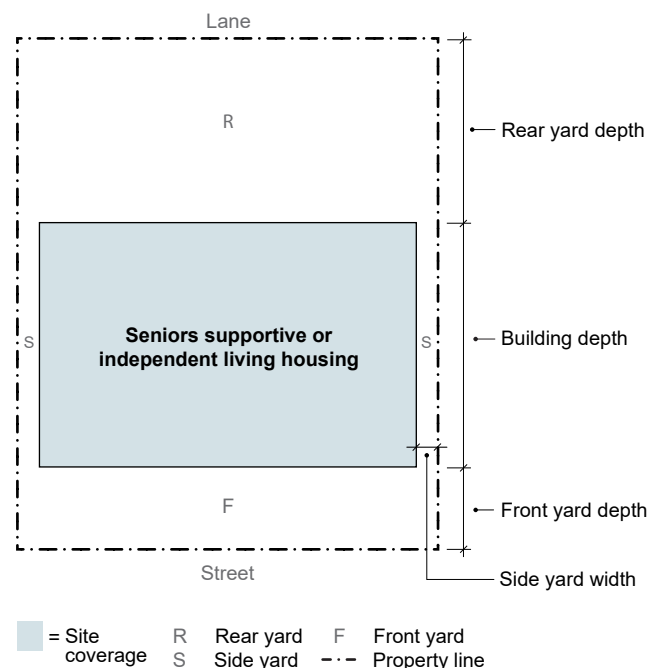 Lane
R
Rear yard depth
Seniors supportive or
independent living housing
S
S
Building depth
F
Front yard depth
Street
Side yard width
= Site
coverage
R Rear yard F Front yard
S Side yard Property line